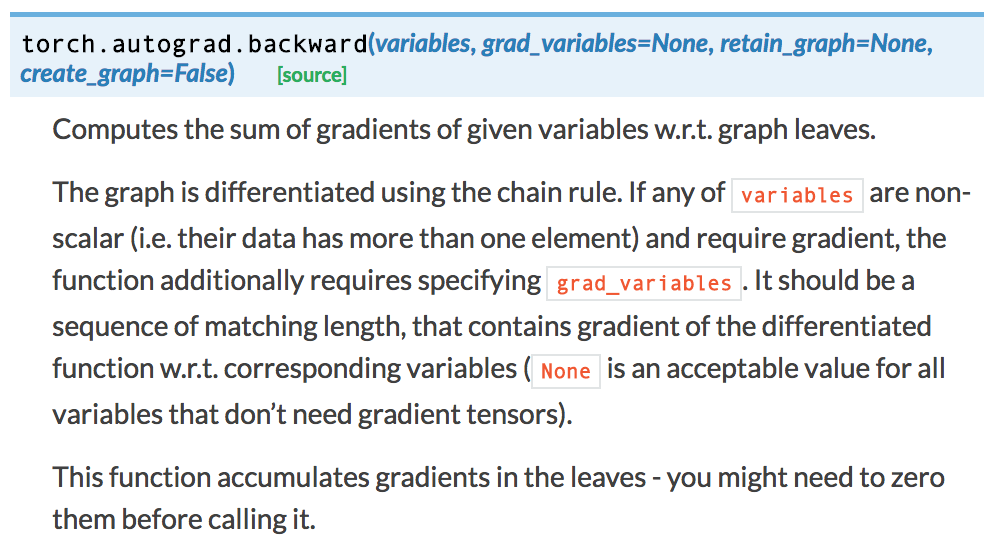 torch.autograd.backward(variables, grad_variables=None, retain_graph=None,
create_graph=False) [source]
Computes the sum of gradients of given variables w.r.t. graph leaves.
The graph is differentiated using the chain rule. If any of variables are non-
scalar (i.e. their data has more than one element) and require gradient, the
function additionally requires specifying grad_variables. It should be a
sequence of matching length, that contains gradient of the differentiated
function w.r.t. corresponding variables (None is an acceptable value for all
variables that don’t need gradient tensors).
This function accumulates gradients in the leaves - you might need to zero
them before calling it.